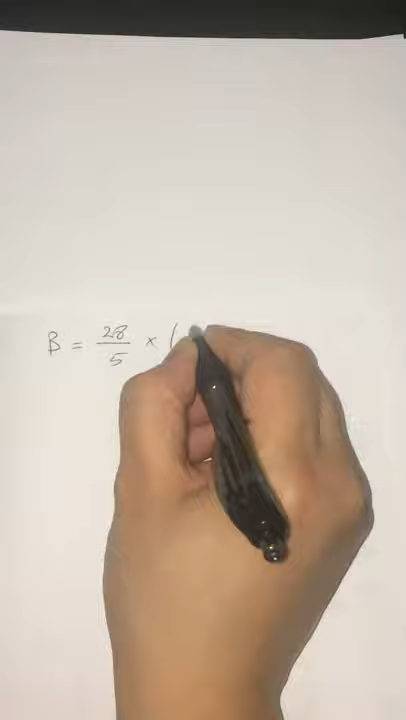 B = 28/5 × (